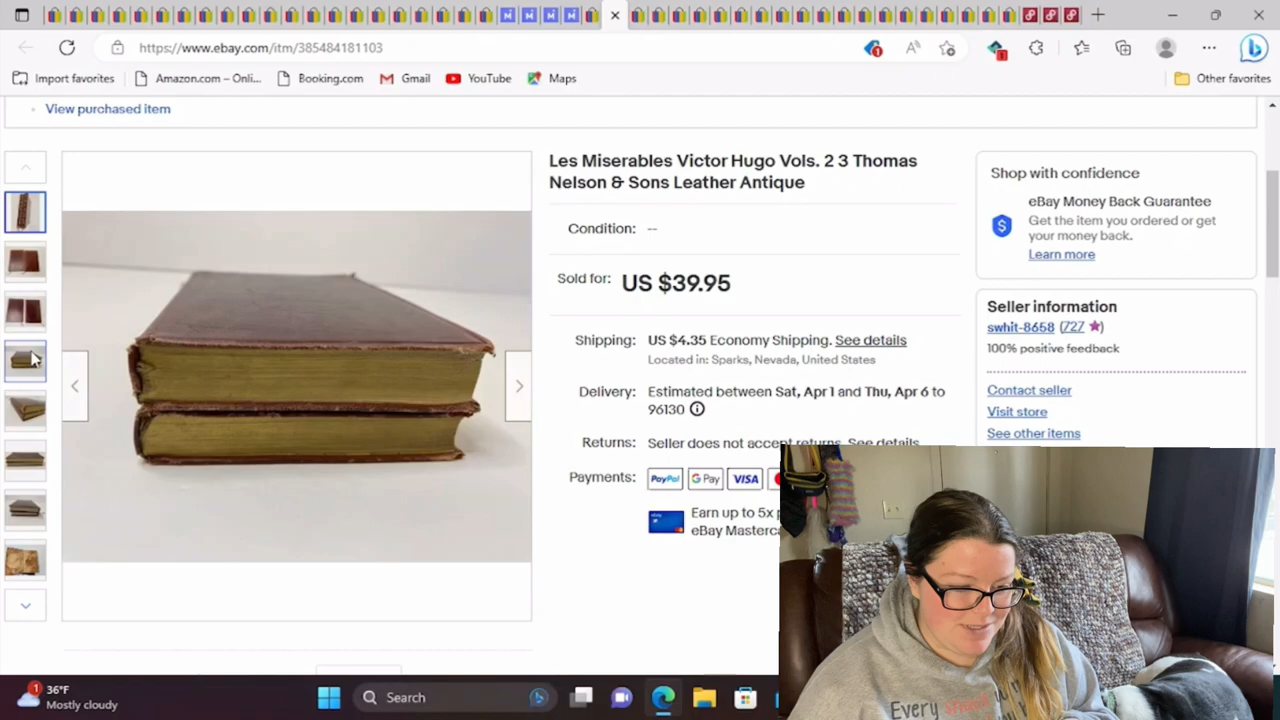 https://www.ebay.com/itm/385484181103
1
1
Import favorites
Amazon.com – Onli...
Booking.com
Gmail
YouTube
Maps
Other favorites
View purchased item
Les Miserables Victor Hugo Vols. 2 3 Thomas
Nelson & Sons Leather Antique
Condition: --
Sold for: US $39.95
Shipping: US $4.35 Economy Shipping. See details
Located in: Sparks, Nevada, United States
Delivery: Estimated between Sat, Apr 1 and Thu, Apr 6 to
96130
Returns: Seller does not accept returns. See details
Payments: PayPal G Pay VISA
Earn up to 5x
eBay Masterc
Shop with confidence
eBay Money Back Guarantee
Get the item you ordered or get
your money back.
Learn more
Seller information
swhit-8658 (727)
100% positive feedback
Contact seller
Visit store
See other items
Every
1
36°F
Mostly cloudy
Search